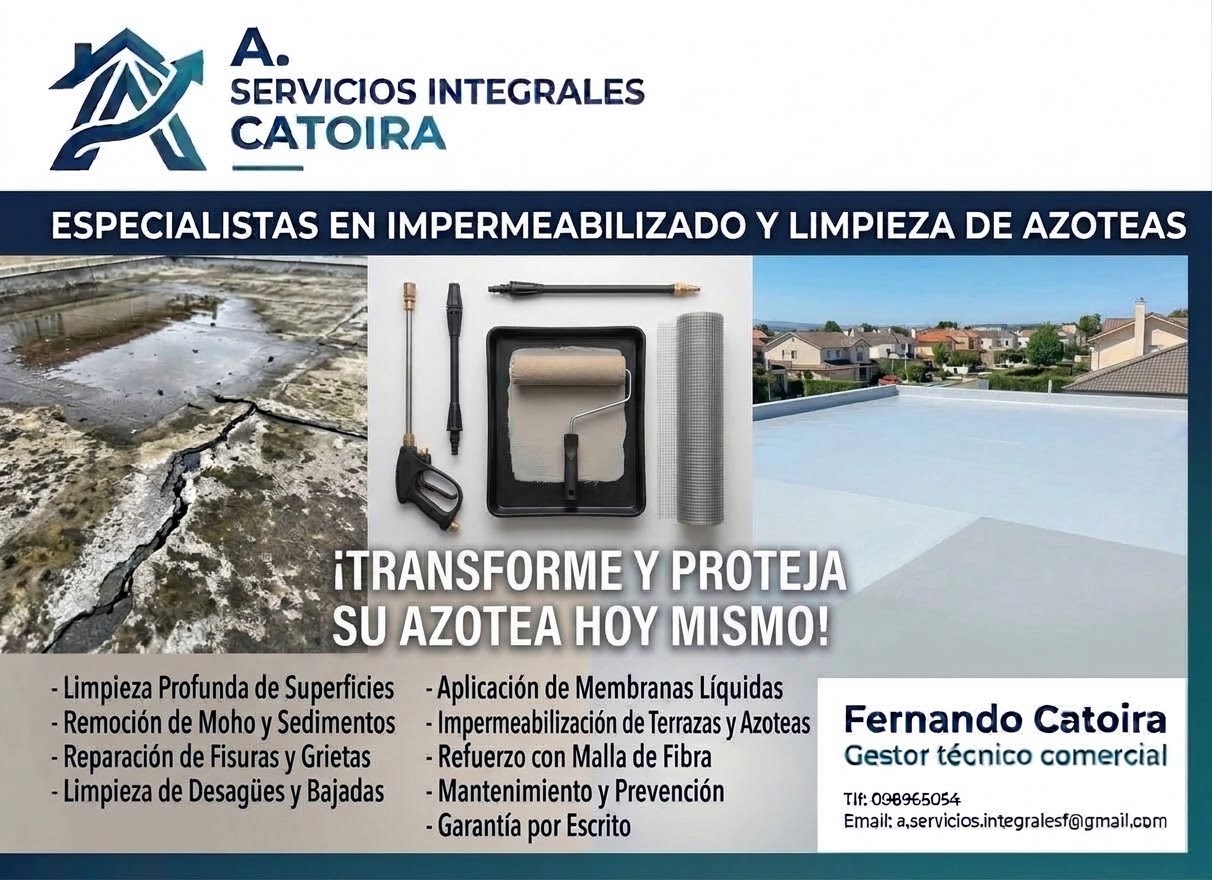 A.
SERVICIOS INTEGRALES
CATOIRA
ESPECIALISTAS EN IMPERMEABILIZADO Y LIMPIEZA DE AZOTEAS
¡TRANSFORME Y PROTEJA
SU AZOTEA HOY MISMO!
- Limpieza Profunda de Superficies
- Remoción de Moho y Sedimentos
- Reparación de Fisuras y Grietas
- Limpieza de Desagües y Bajadas
- Aplicación de Membranas Líquidas
- Impermeabilización de Terrazas y Azoteas
- Refuerzo con Malla de Fibra
- Mantenimiento y Prevención
- Garantía por Escrito
Fernando Catoira
Gestor técnico comercial
Tlf: 098965054
Email: a.servicios.integralesf@gmail.com